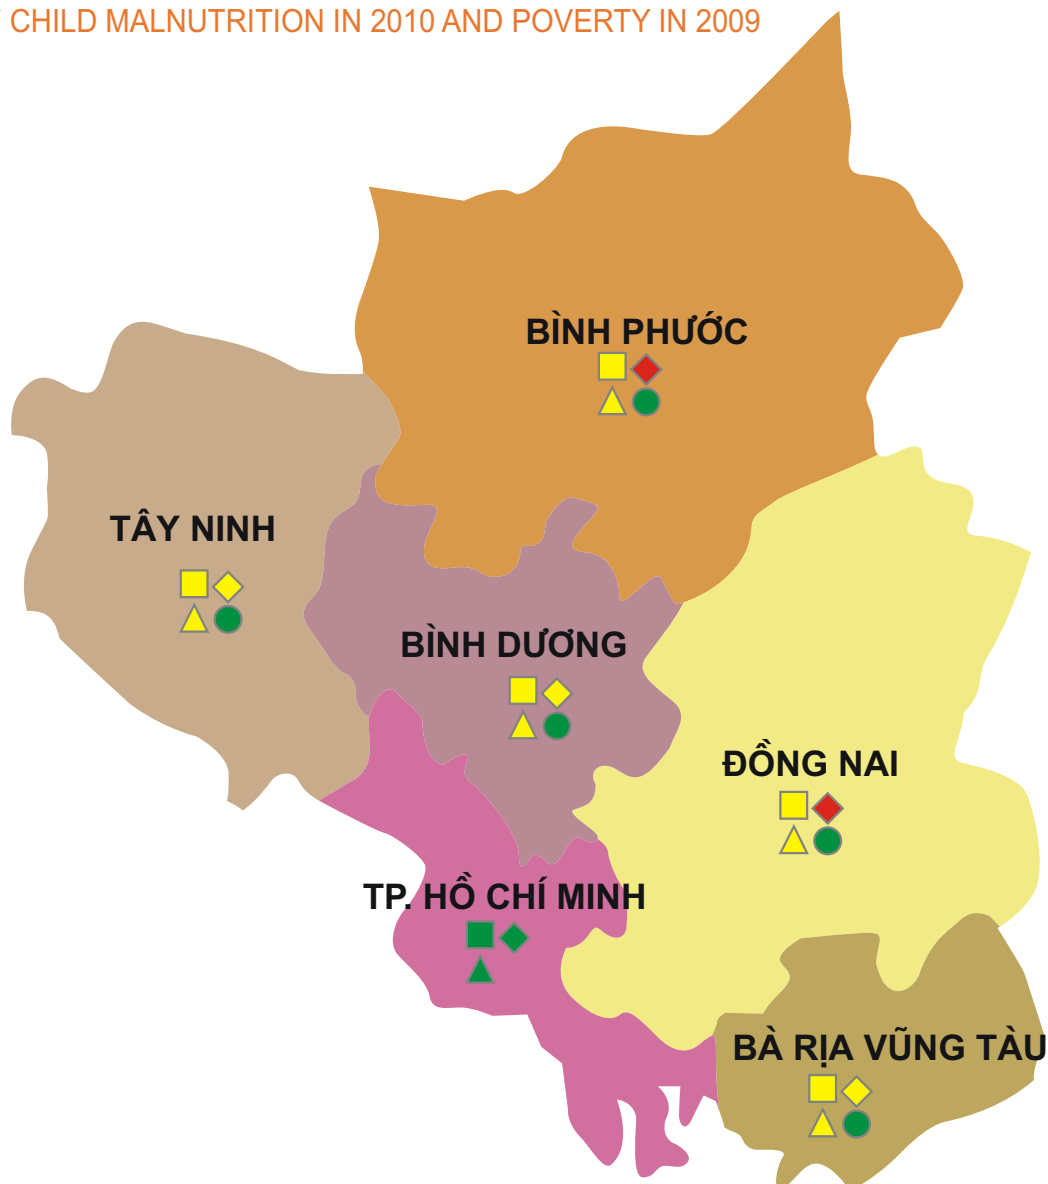 CHILD MALNUTRITION IN 2010 AND POVERTY IN 2009
BÌNH PHƯỚC
TÂY NINH
BÌNH DƯƠNG
ĐỒNG NAI
TP. HỒ CHÍ MINH
BÀ RỊA VŨNG TÀU